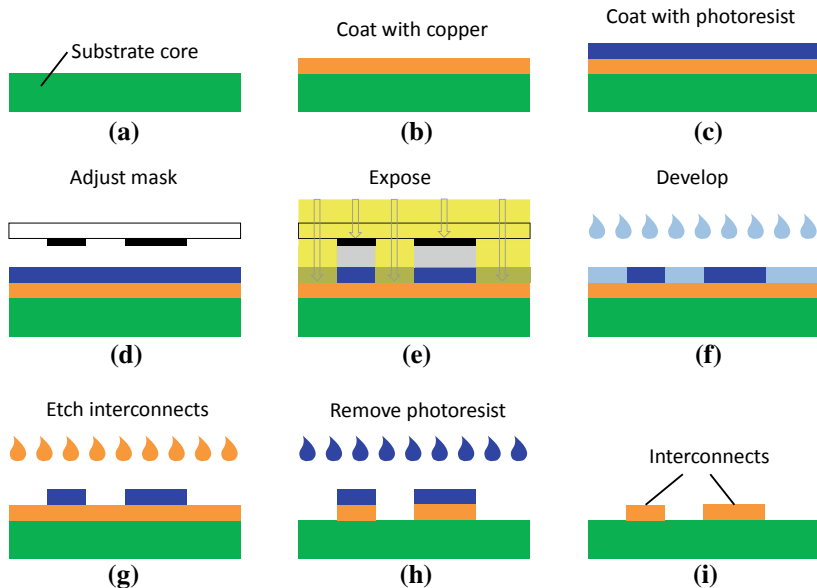 Substrate core
(a)
Coat with copper
(b)
Coat with photoresist
(c)
Adjust mask
(d)
Expose
(e)
Develop
(f)
Etch interconnects
(g)
Remove photoresist
(h)
Interconnects
(i)